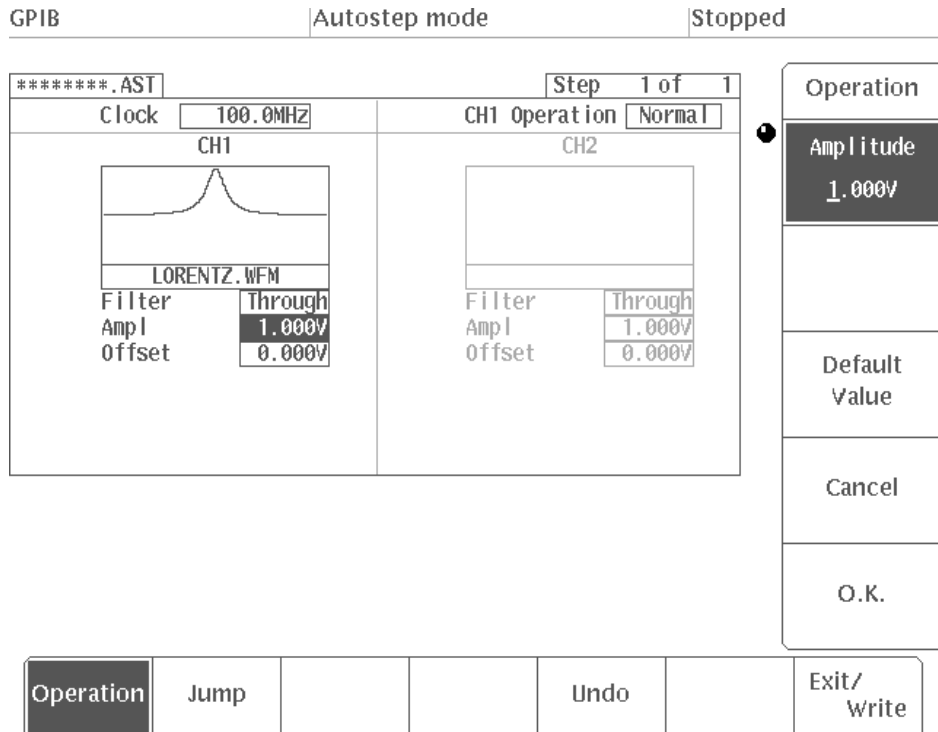 GPIB Autostep mode Stopped
********.AST Step 1 of 1
Clock 100.0MHz CH1 Operation Normal
CH1 CH2
LORENTZ.WFM
Filter Through Filter Through
Ampl 1.000V Ampl 1.000V
Offset 0.000V Offset 0.000V
Operation
Amplitude
1.000V
Default
Value
Cancel
O.K.
Operation Jump Undo Exit/
Write